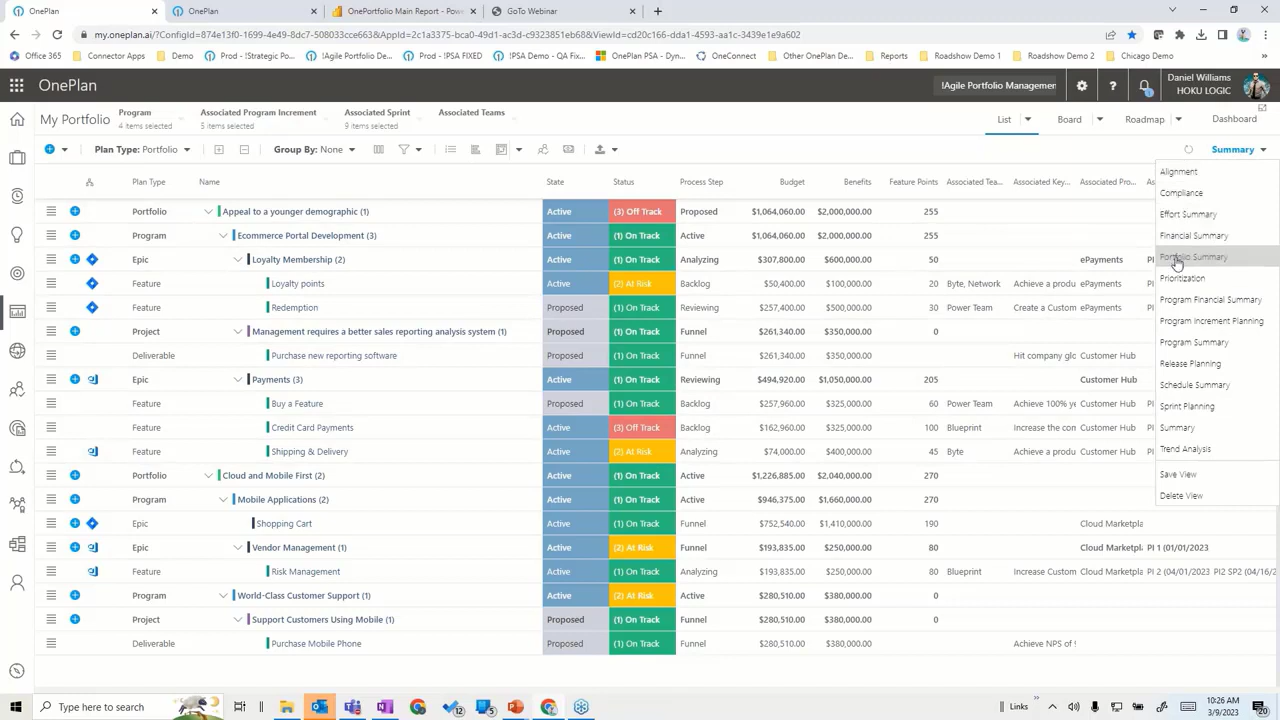 OnePlan
OnePlan
OnePortfolio Main Report - Power
GoTo Webinar
my.oneplan.ai/?ConfigId=874e13f0-1699-4e49-8dc7-508033cce663&AppId=2c1a3375-bca0-49d1-ac3d-c9323851eb68&ViewId=cd20c166-dda1-4593-aa1c-3439e1e9a602
Office 365 Connector Apps Demo Prod - !Strategic Po... !Agile Portfolio De... Prod - !PSA FIXED !PSA Demo - QA Fix... OnePlan PSA - Dyn... OneConnect Other OnePlan De... Reports Roadshow Demo 1 Roadshow Demo 2 Chicago Demo
OnePlan
!Agile Portfolio Managemen
Daniel Williams
HOKU LOGIC
My Portfolio
Program
4 items selected
Associated Program Increment
5 items selected
Associated Sprint
9 items selected
Associated Teams
List Board Roadmap Dashboard
Plan Type: Portfolio Group By: None Summary
Plan Type Name State Status Process Step Budget Benefits Feature Points Associated Tea... Associated Key... Associated Pro...
Portfolio Appeal to a younger demographic (1) Active (3) Off Track Proposed $1,064,060.00 $2,000,000.00 255
Program Ecommerce Portal Development (3) Active (1) On Track Active $1,064,060.00 $2,000,000.00 255
Epic Loyalty Membership (2) Active (1) On Track Analyzing $307,800.00 $600,000.00 50 ePayments PI
Feature Loyalty points Active (2) At Risk Backlog $50,400.00 $100,000.00 20 Byte, Network Achieve a produ ePayments PI
Feature Redemption Proposed (1) On Track Reviewing $257,400.00 $500,000.00 30 Power Team Create a Custom ePayments PI
Project Management requires a better sales reporting analysis system (1) Proposed (1) On Track Funnel $261,340.00 $350,000.00 0
Deliverable Purchase new reporting software Proposed (1) On Track Funnel $261,340.00 $350,000.00 Hit company glo Customer Hub
Epic Payments (3) Active (1) On Track Reviewing $494,920.00 $1,050,000.00 205 Customer Hub
Feature Buy a Feature Proposed (1) On Track Backlog $257,960.00 $325,000.00 60 Power Team Achieve 100% ye Customer Hub PI
Feature Credit Card Payments Active (3) Off Track Backlog $162,960.00 $325,000.00 100 Blueprint Increase the con Customer Hub PI
Feature Shipping & Delivery Active (2) At Risk Analyzing $74,000.00 $400,000.00 45 Byte Achieve a produ Customer Hub PI
Portfolio Cloud and Mobile First (2) Active (1) On Track Active $1,226,885.00 $2,040,000.00 270
Program Mobile Applications (2) Active (1) On Track Active $946,375.00 $1,660,000.00 270
Epic Shopping Cart Active (1) On Track Funnel $752,540.00 $1,410,000.00 190 Cloud Marketpla
Epic Vendor Management (1) Active (2) At Risk Funnel $193,835.00 $250,000.00 80 Cloud Marketpl PI 1 (01/01/2023)
Feature Risk Management Active (1) On Track Analyzing $193,835.00 $250,000.00 80 Blueprint Increase Custom Cloud Marketpla PI 2 (04/01/2023) PI2 SP2 (04/16/2
Program World-Class Customer Support (1) Active (2) At Risk Active $280,510.00 $380,000.00 0
Project Support Customers Using Mobile (1) Proposed (1) On Track Funnel $280,510.00 $380,000.00 0
Deliverable Purchase Mobile Phone Proposed (1) On Track Funnel $280,510.00 $380,000.00 Achieve NPS of
Alignment
Compliance
Effort Summary
Financial Summary
Portfolio Summary
Prioritization
Program Financial Summary
Program Increment Planning
Program Summary
Release Planning
Schedule Summary
Sprint Planning
Summary
Trend Analysis
Save View
Delete View
Type here to search
Links
10:26 AM
3/9/2023